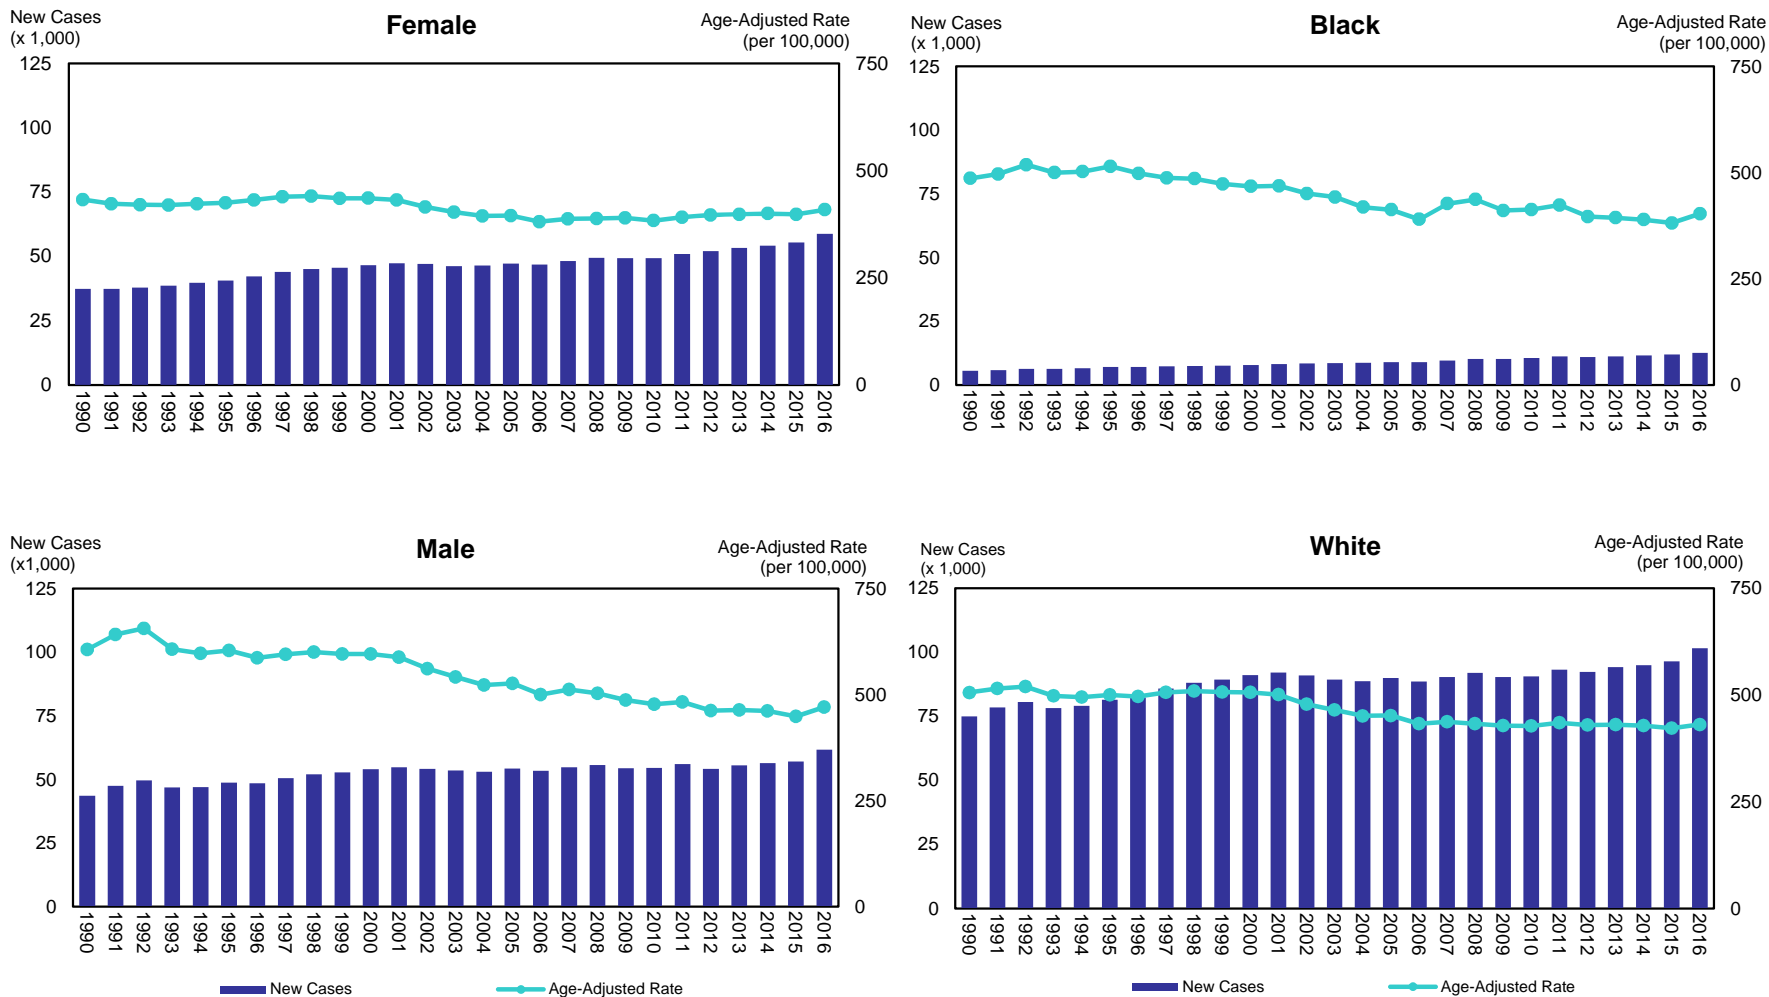 New Cases
(x 1,000)
Female
Age-Adjusted Rate
(per 100,000)
125
100
75
50
25
0
750
500
250
0
1990 1991 1992 1993 1994 1995 1996 1997 1998 1999 2000 2001 2002 2003 2004 2005 2006 2007 2008 2009 2010 2011 2012 2013 2014 2015 2016
New Cases
(x 1,000)
Black
Age-Adjusted Rate
(per 100,000)
125
100
75
50
25
0
750
500
250
0
1990 1991 1992 1993 1994 1995 1996 1997 1998 1999 2000 2001 2002 2003 2004 2005 2006 2007 2008 2009 2010 2011 2012 2013 2014 2015 2016
New Cases
(x1,000)
Male
Age-Adjusted Rate
(per 100,000)
125
100
75
50
25
0
750
500
250
0
1990 1991 1992 1993 1994 1995 1996 1997 1998 1999 2000 2001 2002 2003 2004 2005 2006 2007 2008 2009 2010 2011 2012 2013 2014 2015 2016
New Cases Age-Adjusted Rate
New Cases
(x 1,000)
White
Age-Adjusted Rate
(per 100,000)
125
100
75
50
25
0
750
500
250
0
1990 1991 1992 1993 1994 1995 1996 1997 1998 1999 2000 2001 2002 2003 2004 2005 2006 2007 2008 2009 2010 2011 2012 2013 2014 2015 2016
New Cases Age-Adjusted Rate